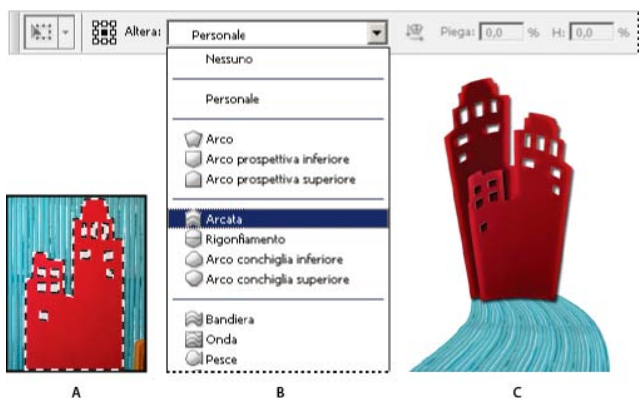 Altera: Personale Piega: 0,0 % H: 0,0 %
Nessuno
Personale
Arco
Arco prospettiva inferiore
Arco prospettiva superiore
Arcata
Rigonfiamento
Arco conchiglia inferiore
Arco conchiglia superiore
Bandiera
Onda
Pesce
A B C